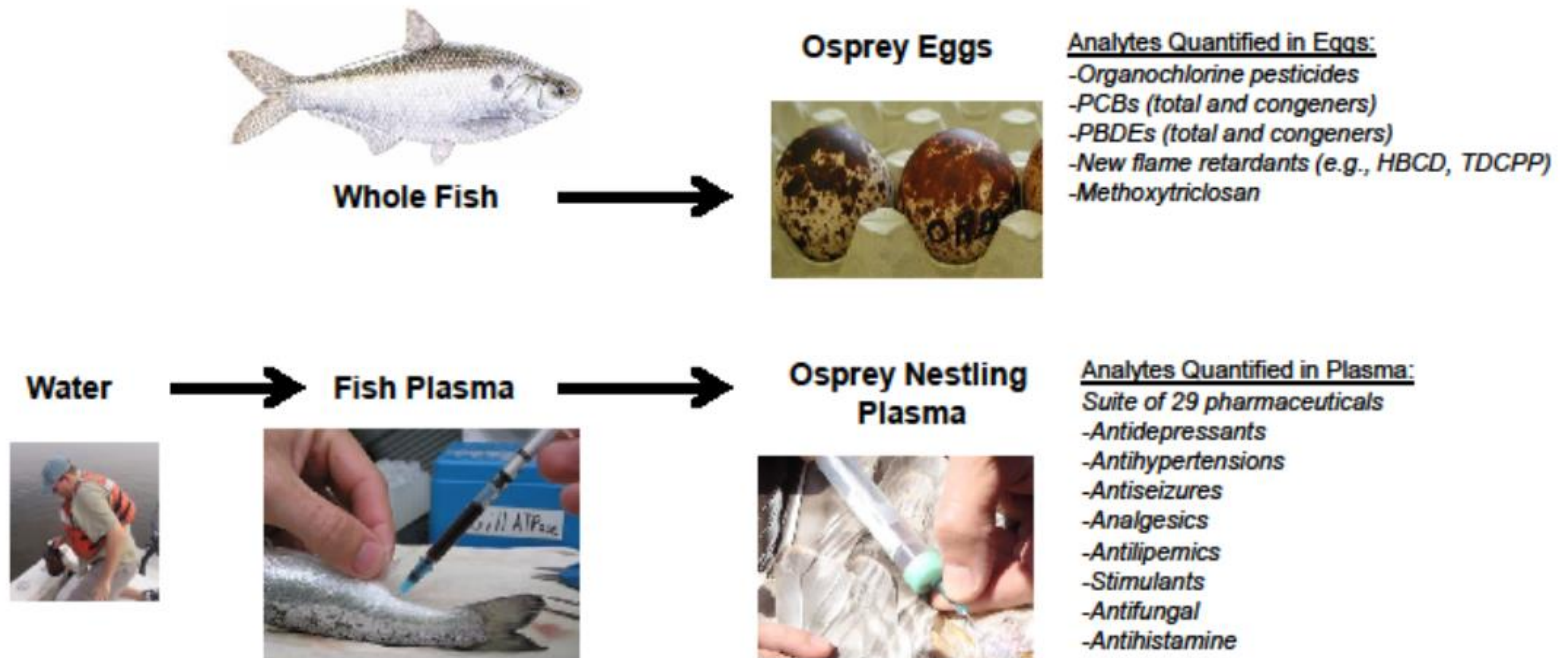 Osprey Eggs
Analytes Quantified in Eggs:
-Organochlorine pesticides
-PCBs (total and congeners)
-PBDEs (total and congeners)
-New flame retardants (e.g., HBCD, TDCPP)
-Methoxytriclosan
Whole Fish
Water
Fish Plasma
Osprey Nestling
Plasma
Analytes Quantified in Plasma:
Suite of 29 pharmaceuticals
-Antidepressants
-Antihypertensions
-Antiseizures
-Analgesics
-Antilipemics
-Stimulants
-Antifungal
-Antihistamine
Gill ATPase